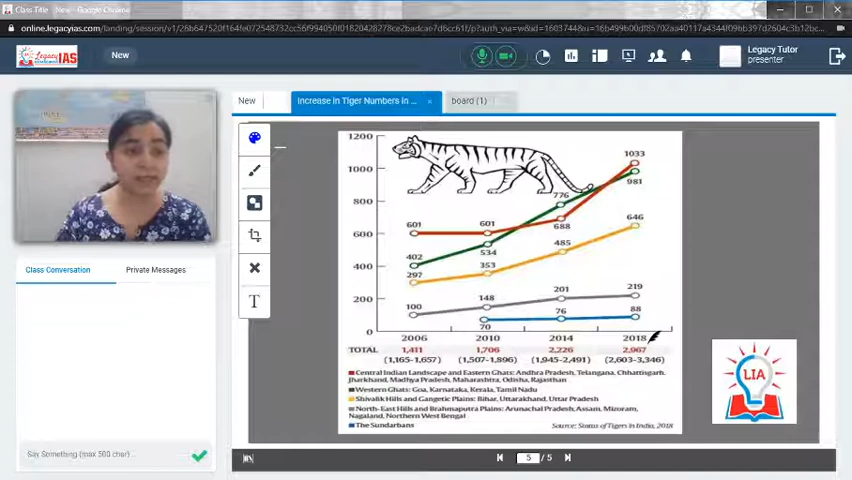 Class Title - New - Google Chrome
New
Legacy Tutor
presenter
Legacy
IAS
New
Increase in Tiger Numbers in ...
board (1)
Class Conversation
Private Messages
Say Something (max 500 char)...
T
1200
1000
800
600
400
200
0
601
601
688
1033
402
534
776
981
297
353
485
646
100
148
201
219
70
76
88
2006
2010
2014
2018
TOTAL 1,411 1,706 2,226 2,967
(1,165-1,657) (1,507-1,896) (1,945-2,491) (2,603-3,346)
Central Indian Landscape and Eastern Ghats: Andhra Pradesh, Telangana, Chhattisgarh,
Jharkhand, Madhya Pradesh, Maharashtra, Odisha, Rajasthan
Western Ghats: Goa, Karnataka, Kerala, Tamil Nadu
Shivalik Hills and Gangetic Plains: Bihar, Uttarakhand, Uttar Pradesh
North-East Hills and Brahmaputra Plains: Arunachal Pradesh, Assam, Mizoram,
Nagaland, Northern West Bengal
The Sundarbans
Source: Status of Tigers in India, 2018
LIA
5 / 5